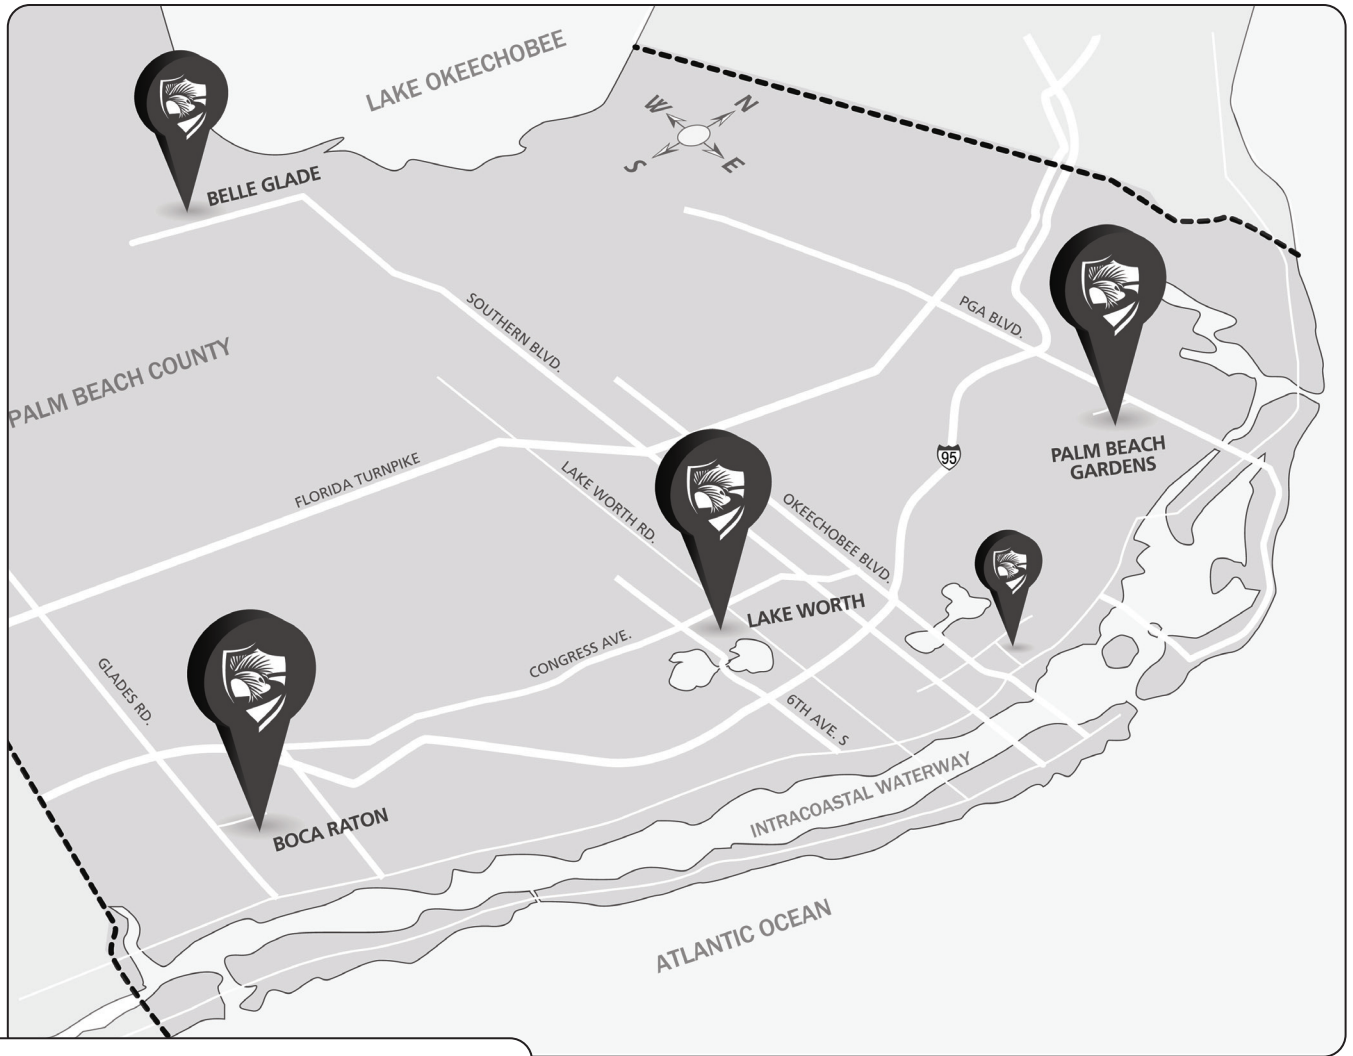 LAKE OKEECHOBEE
W
N
S
E
BELLE GLADE
SOUTHERN BLVD.
PGA BLVD.
PALM BEACH COUNTY
PALM BEACH
GARDENS
95
FLORIDA TURNPIKE
LAKE WORTH RD.
OKEECHOBEE BLVD.
LAKE WORTH
CONGRESS AVE.
GLADES RD.
6TH AVE. S
INTRACOASTAL WATERWAY
BOCA RATON
ATLANTIC OCEAN